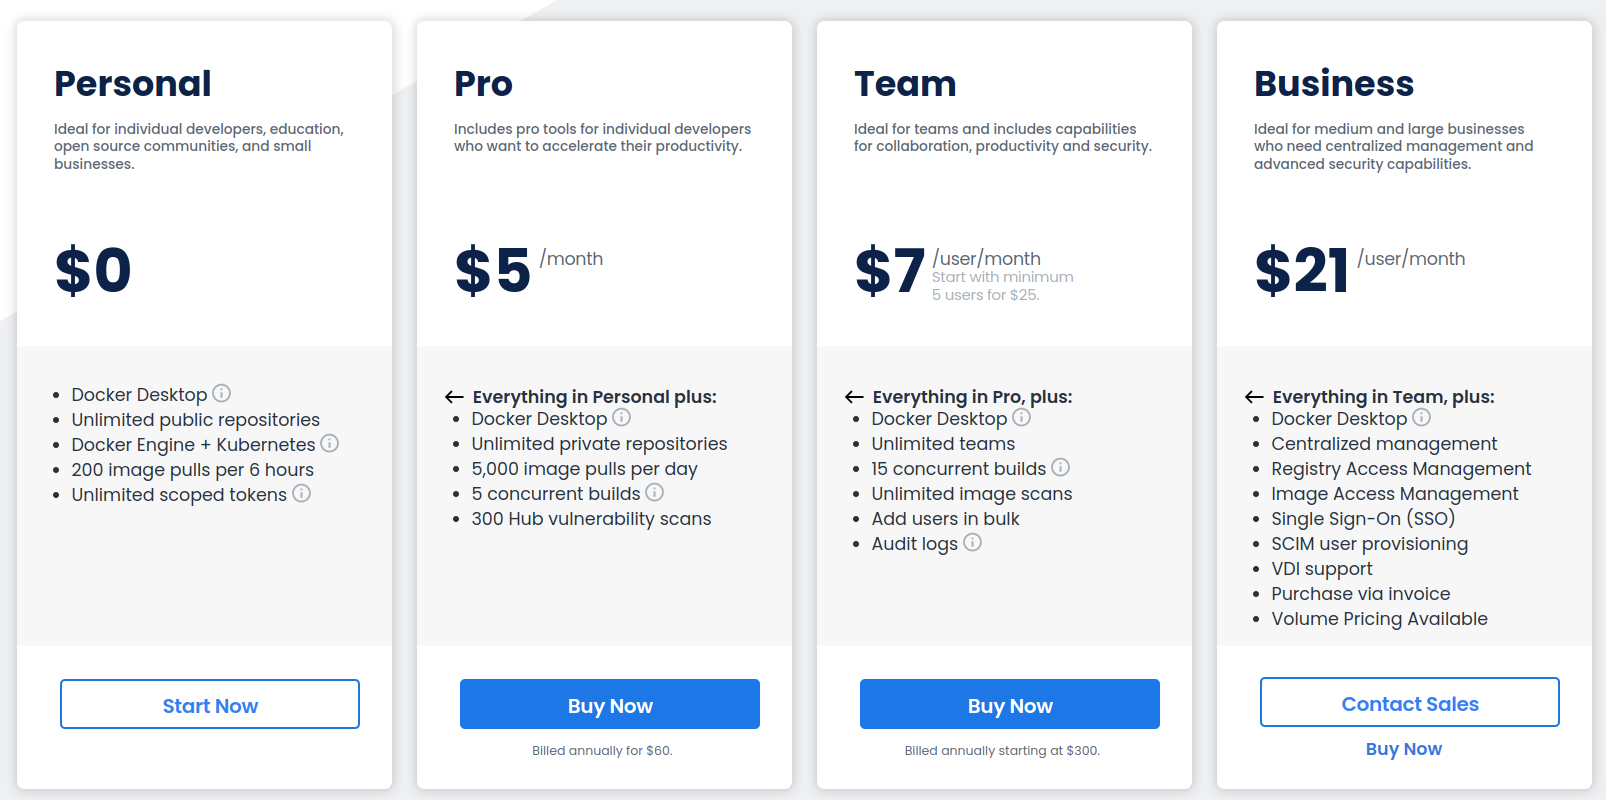 Personal
Ideal for individual developers, education,
open source communities, and small
businesses.
$0
Docker Desktop
Unlimited public repositories
Docker Engine + Kubernetes
200 image pulls per 6 hours
Unlimited scoped tokens
Start Now
Pro
Includes pro tools for individual developers
who want to accelerate their productivity.
$5 /month
Everything in Personal plus:
Docker Desktop
Unlimited private repositories
5,000 image pulls per day
5 concurrent builds
300 Hub vulnerability scans
Buy Now
Billed annually for $60.
Team
Ideal for teams and includes capabilities
for collaboration, productivity and security.
$7 /user/month
Start with minimum
5 users for $25.
Everything in Pro, plus:
Docker Desktop
Unlimited teams
15 concurrent builds
Unlimited image scans
Add users in bulk
Audit logs
Buy Now
Billed annually starting at $300.
Business
Ideal for medium and large businesses
who need centralized management and
advanced security capabilities.
$21 /user/month
Everything in Team, plus:
Docker Desktop
Centralized management
Registry Access Management
Image Access Management
Single Sign-On (SSO)
SCIM user provisioning
VDI support
Purchase via invoice
Volume Pricing Available
Contact Sales
Buy Now